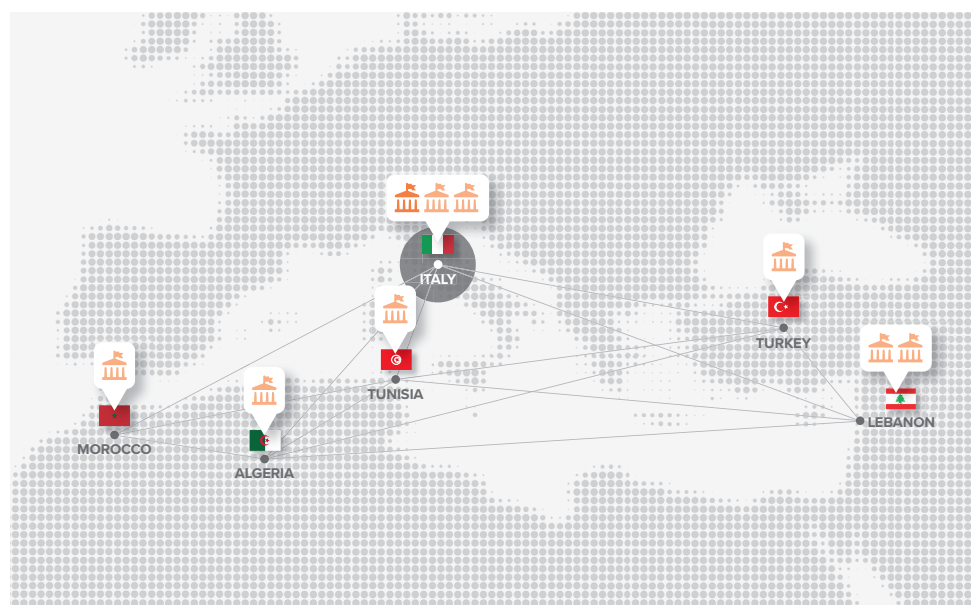 ITALY
TURKEY
TUNISIA
LEBANON
MOROCCO
ALGERIA